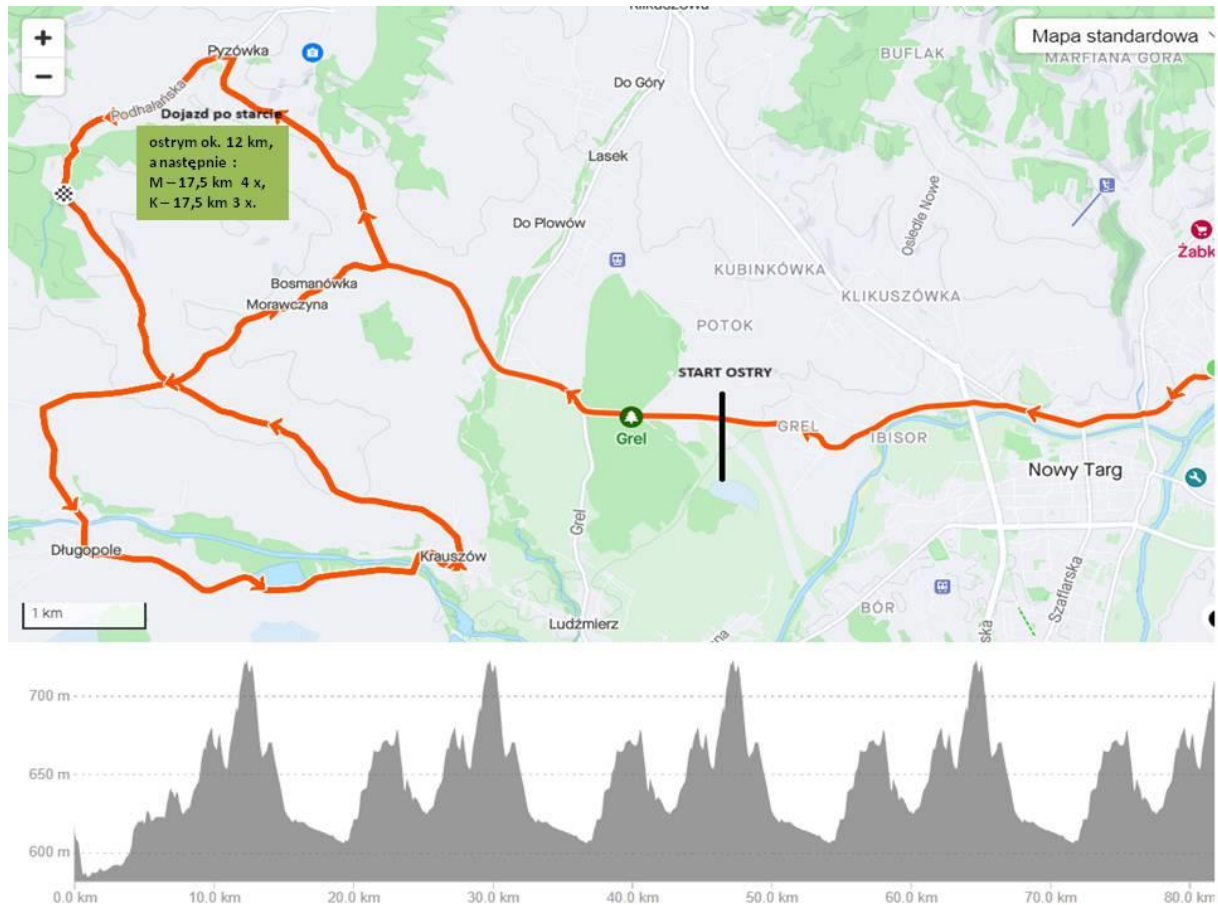 Klikuszowa
Mapa standardowa
BUFLAK
MARFIANA GÓRA
Pyzówka
Do Góry
Podhalańska
Dojazd po starcie
ostrym ok. 12 km,
a następnie :
M – 17,5 km 4 x,
K – 17,5 km 3 x.
Lasek
Do Plowów
Osiedle Nowe
Żabk
KUBINKÓWKA
Bosmanówka
KLIKUSZÓWKA
Morawczyna
POTOK
START OSTRY
GREL
Grel
IBISOR
Nowy Targ
Grel
Długopole
Krauszów
Szaflarska
BÓR
1 km
Ludźmierz
ska
na
700 m
650 m
600 m
0.0 km
10.0 km
20.0 km
30.0 km
40.0 km
50.0 km
60.0 km
70.0 km
80.0 km